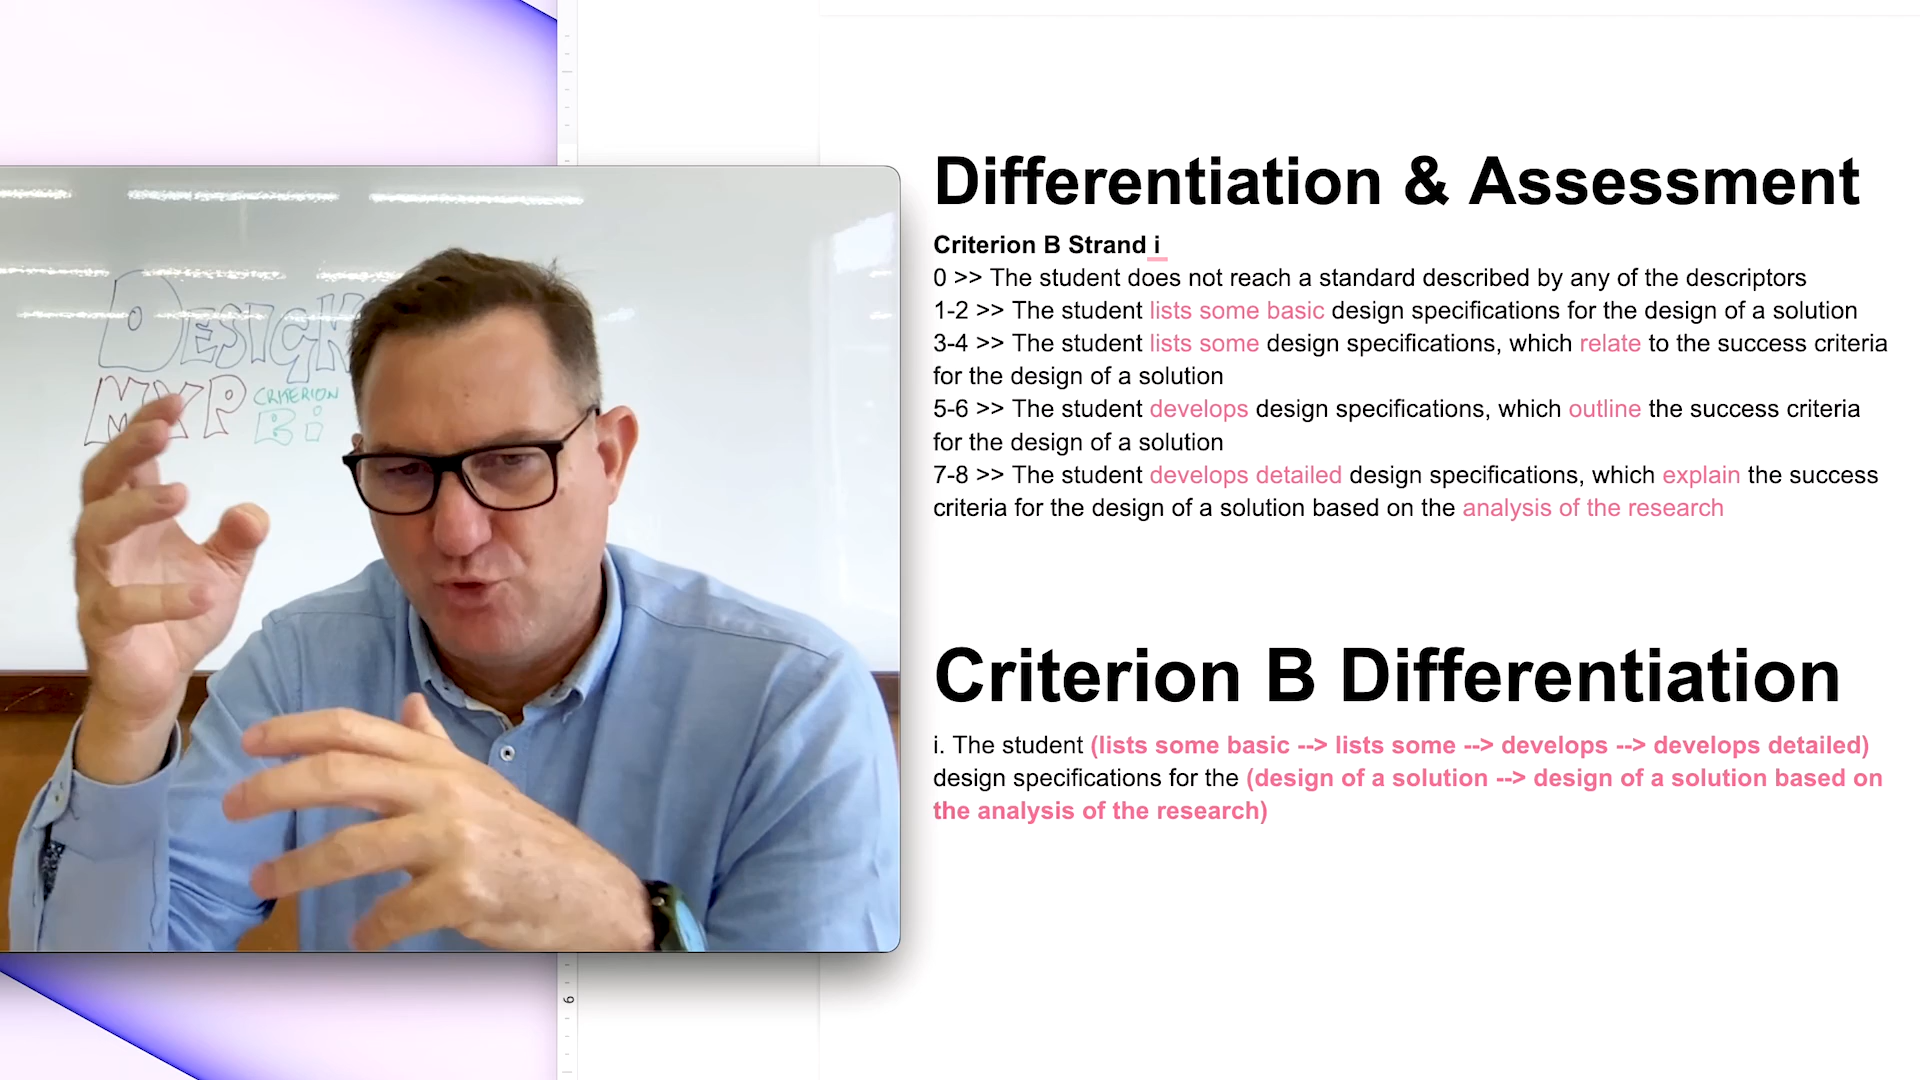 DESIGN
MYP CRITERION
B i
Differentiation & Assessment
Criterion B Strand i
0 >> The student does not reach a standard described by any of the descriptors
1-2 >> The student lists some basic design specifications for the design of a solution
3-4 >> The student lists some design specifications, which relate to the success criteria
for the design of a solution
5-6 >> The student develops design specifications, which outline the success criteria
for the design of a solution
7-8 >> The student develops detailed design specifications, which explain the success
criteria for the design of a solution based on the analysis of the research
Criterion B Differentiation
i. The student (lists some basic --> lists some --> develops --> develops detailed)
design specifications for the (design of a solution --> design of a solution based on
the analysis of the research)
9